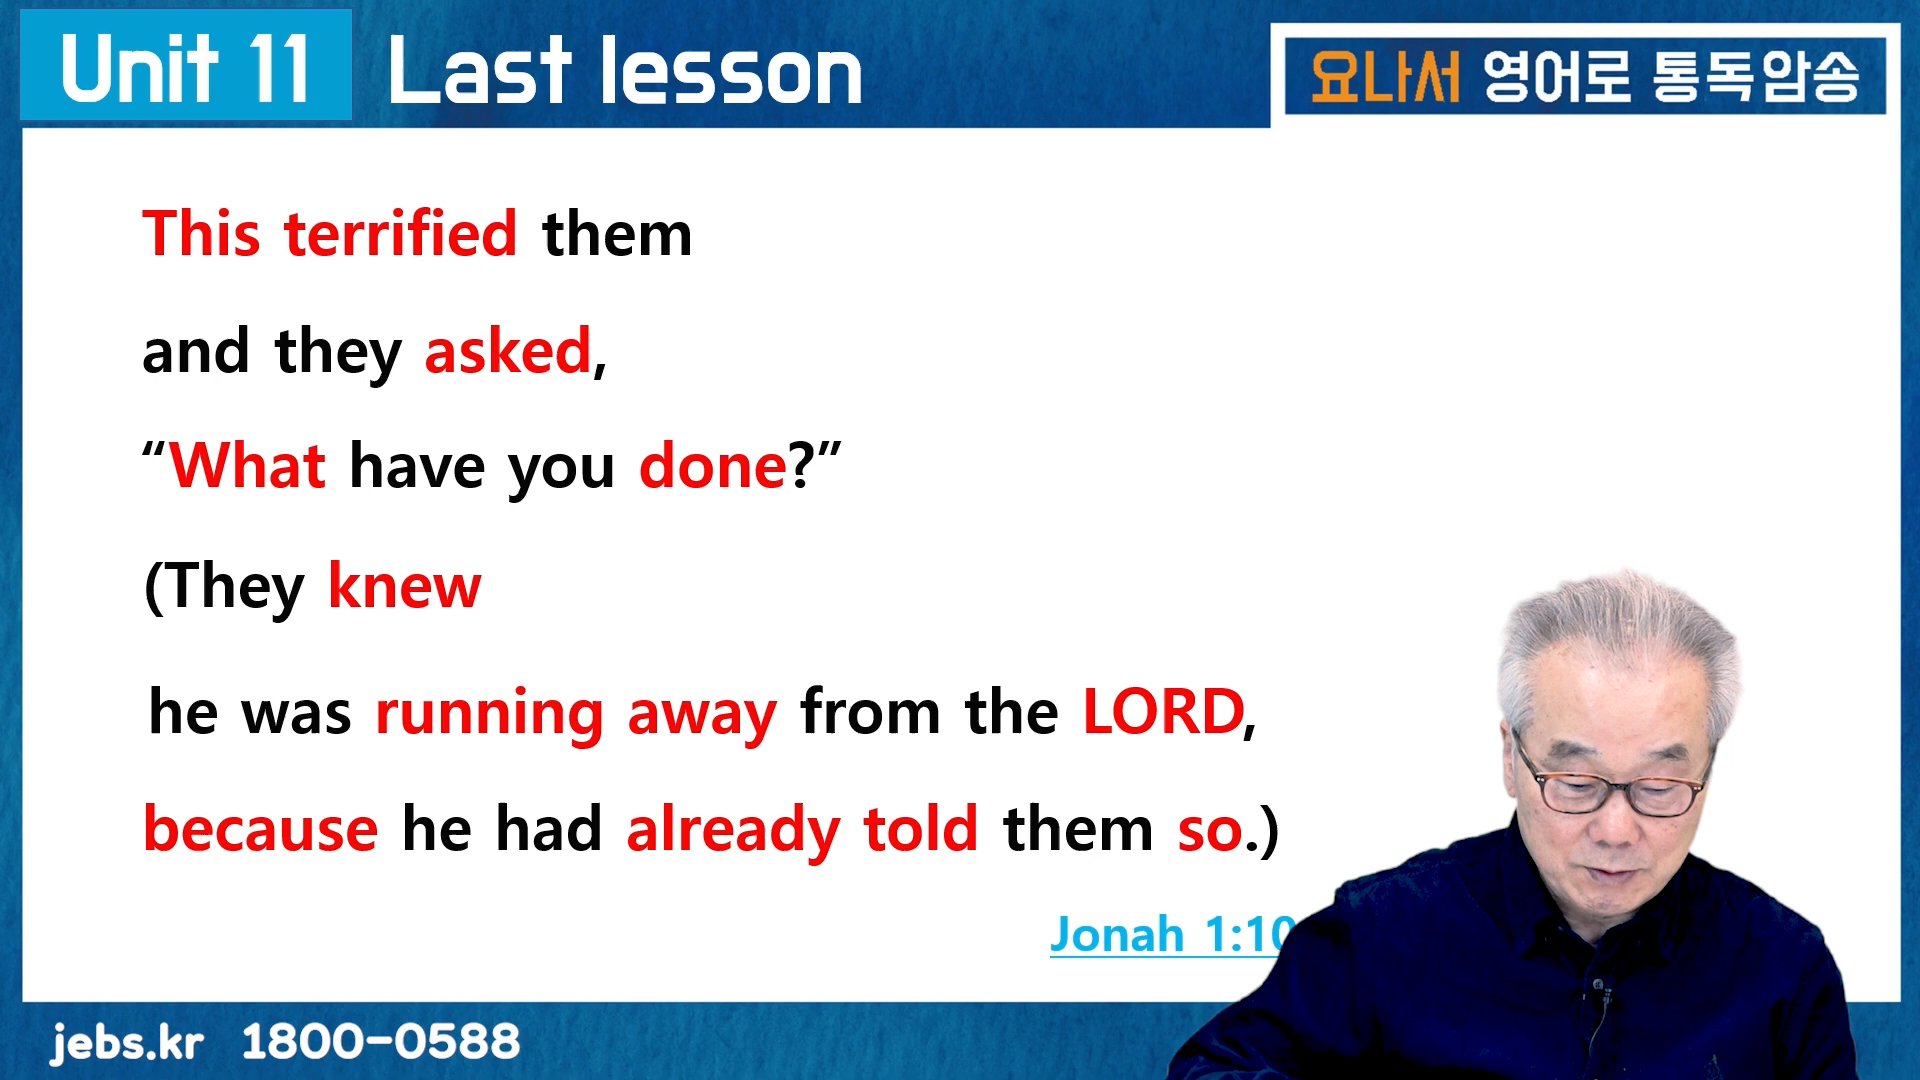 Unit 11 Last lesson
요나서 영어로 통독암송
This terrified them
and they asked,
“What have you done?”
(They knew
he was running away from the LORD,
because he had already told them so.)
Jonah 1:10
jebs.kr 1800-0588